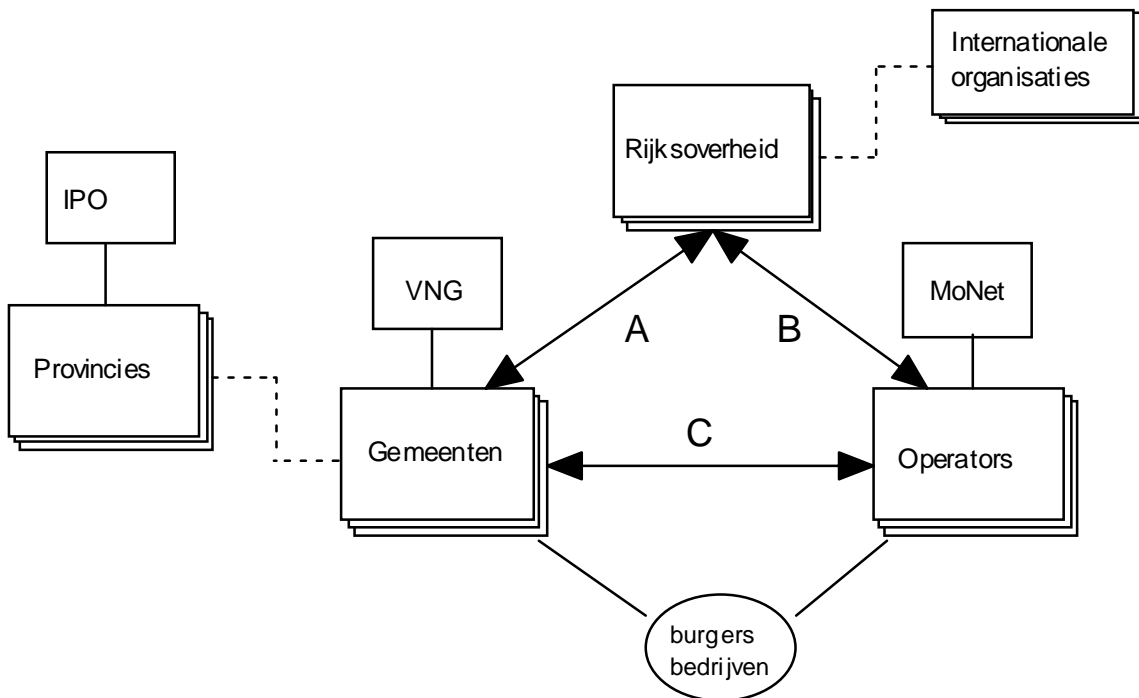 Internationale
organisaties
Rijksoverheid
IPO
VNG
MoNet
A
B
Provincies
C
Gemeenten
Operators
burgers
bedrijven